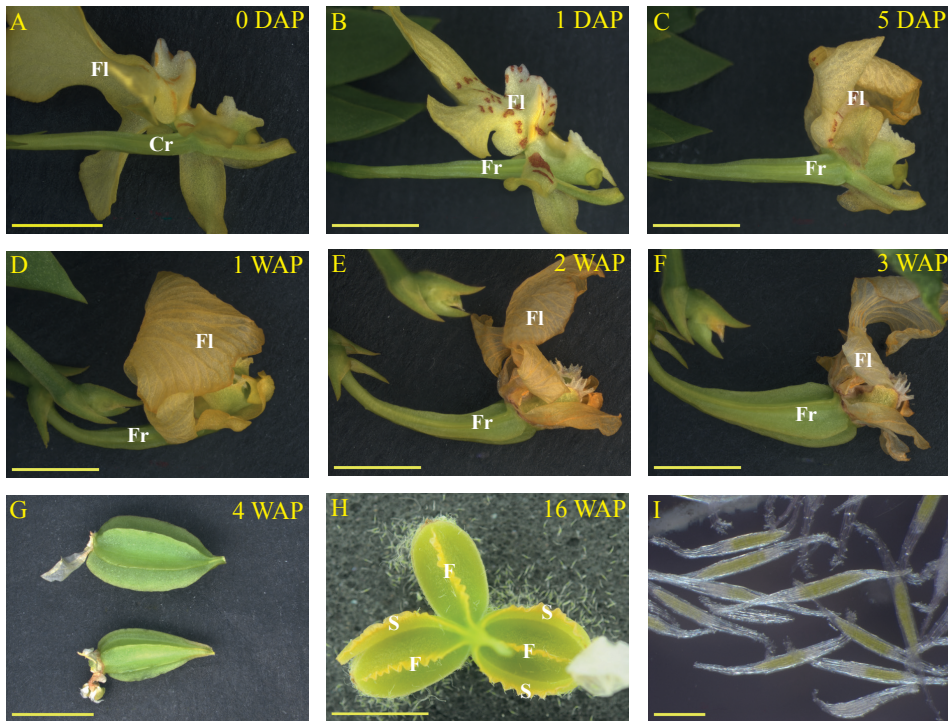 A 0 DAP
Fl
Cr
B 1 DAP
Fl
Fr
C 5 DAP
Fl
Fr
D 1 WAP
Fl
Fr
E 2 WAP
Fl
Fr
F 3 WAP
Fl
Fr
G 4 WAP
H 16 WAP
F
S S
F F
S
I